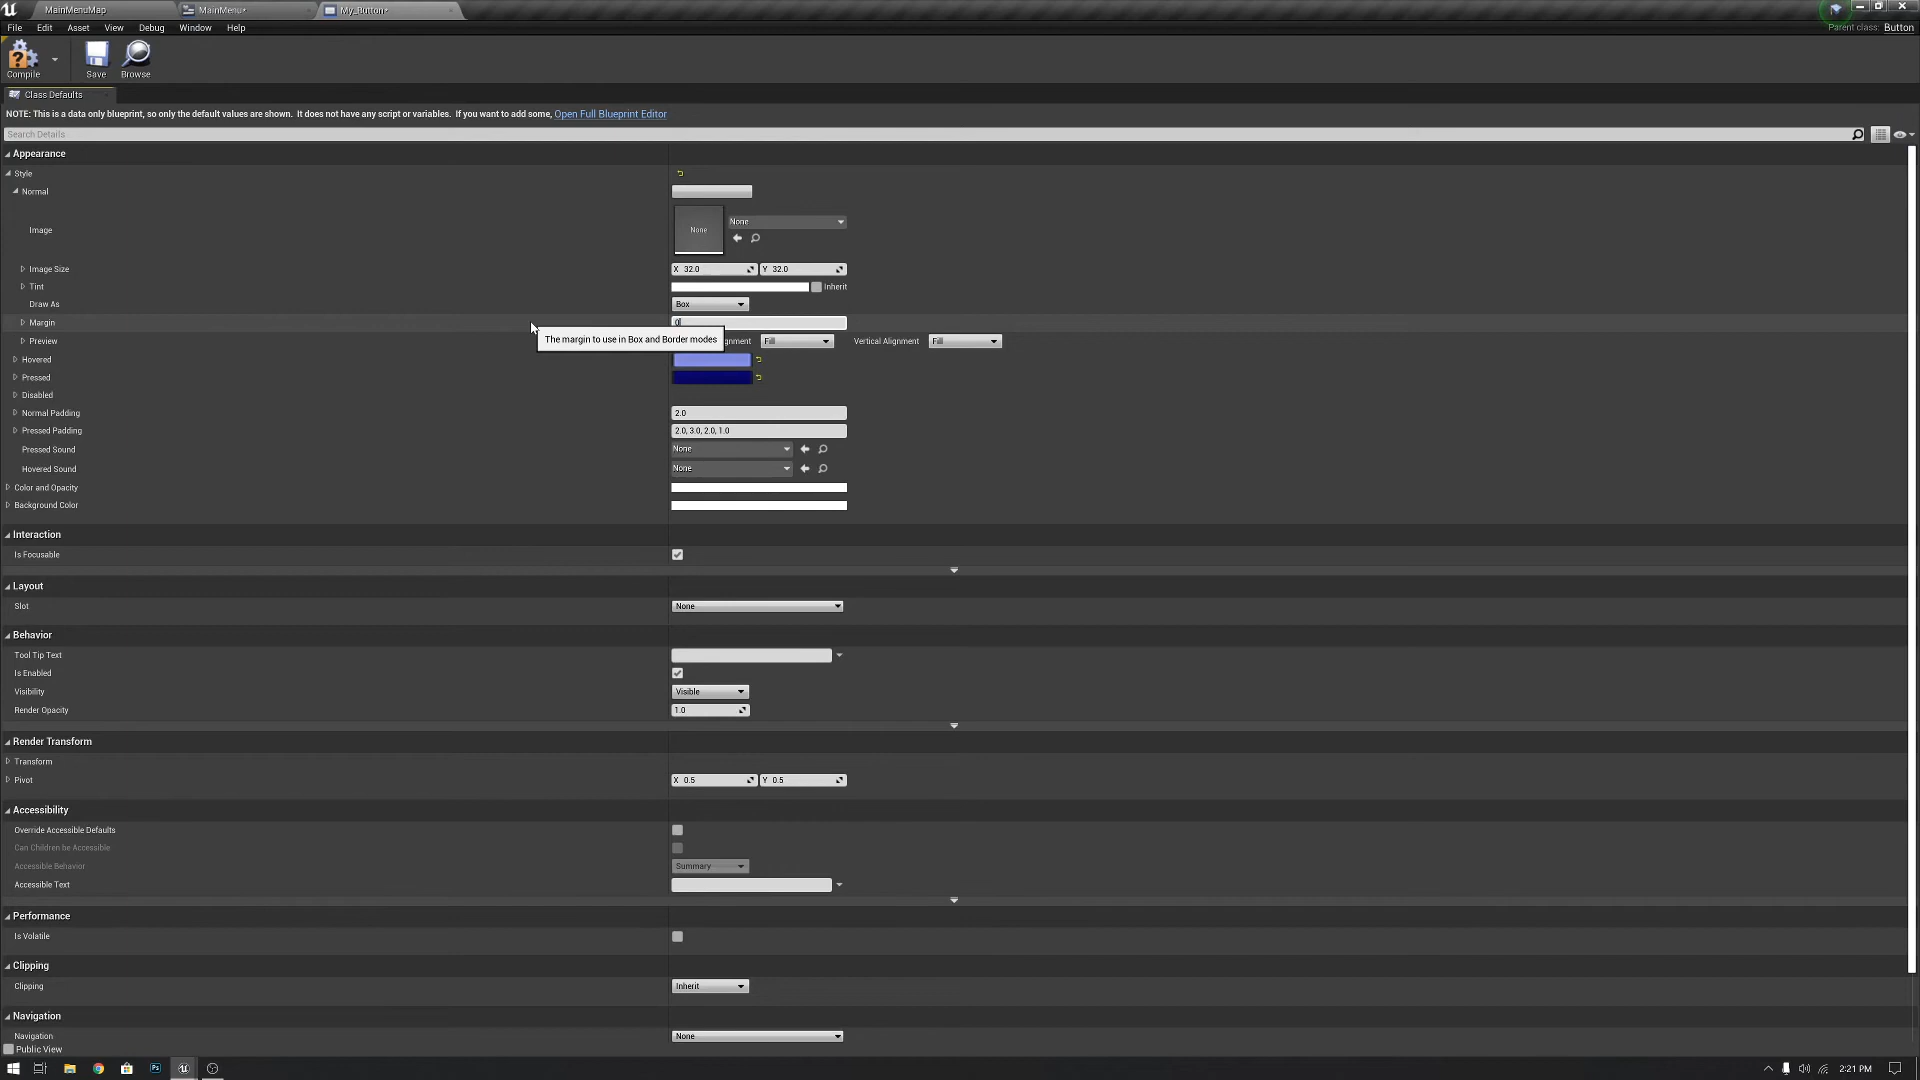 MainMenuMap
MainMenu*
My_Button*
File Edit Asset View Debug Window Help
Parent class: Button
Compile
Save
Browse
Class Defaults
NOTE: This is a data only blueprint, so only the default values are shown. It does not have any script or variables. If you want to add some, Open Full Blueprint Editor
Search Details
Appearance
Style
Normal
Image
None
None
Image Size
X 32.0
Y 32.0
Tint
Inherit
Draw As
Box
Margin
0
The margin to use in Box and Border modes
Preview
Fill
Vertical Alignment
Fill
Hovered
Pressed
Disabled
Normal Padding
2.0
Pressed Padding
2.0, 3.0, 2.0, 1.0
Pressed Sound
None
Hovered Sound
None
Color and Opacity
Background Color
Interaction
Is Focusable
Layout
Slot
None
Behavior
Tool Tip Text
Is Enabled
Visibility
Visible
Render Opacity
1.0
Render Transform
Transform
Pivot
X 0.5
Y 0.5
Accessibility
Override Accessible Defaults
Can Children be Accessible
Accessible Behavior
Summary
Accessible Text
Performance
Is Volatile
Clipping
Clipping
Inherit
Navigation
Navigation
None
Public View
2:21 PM